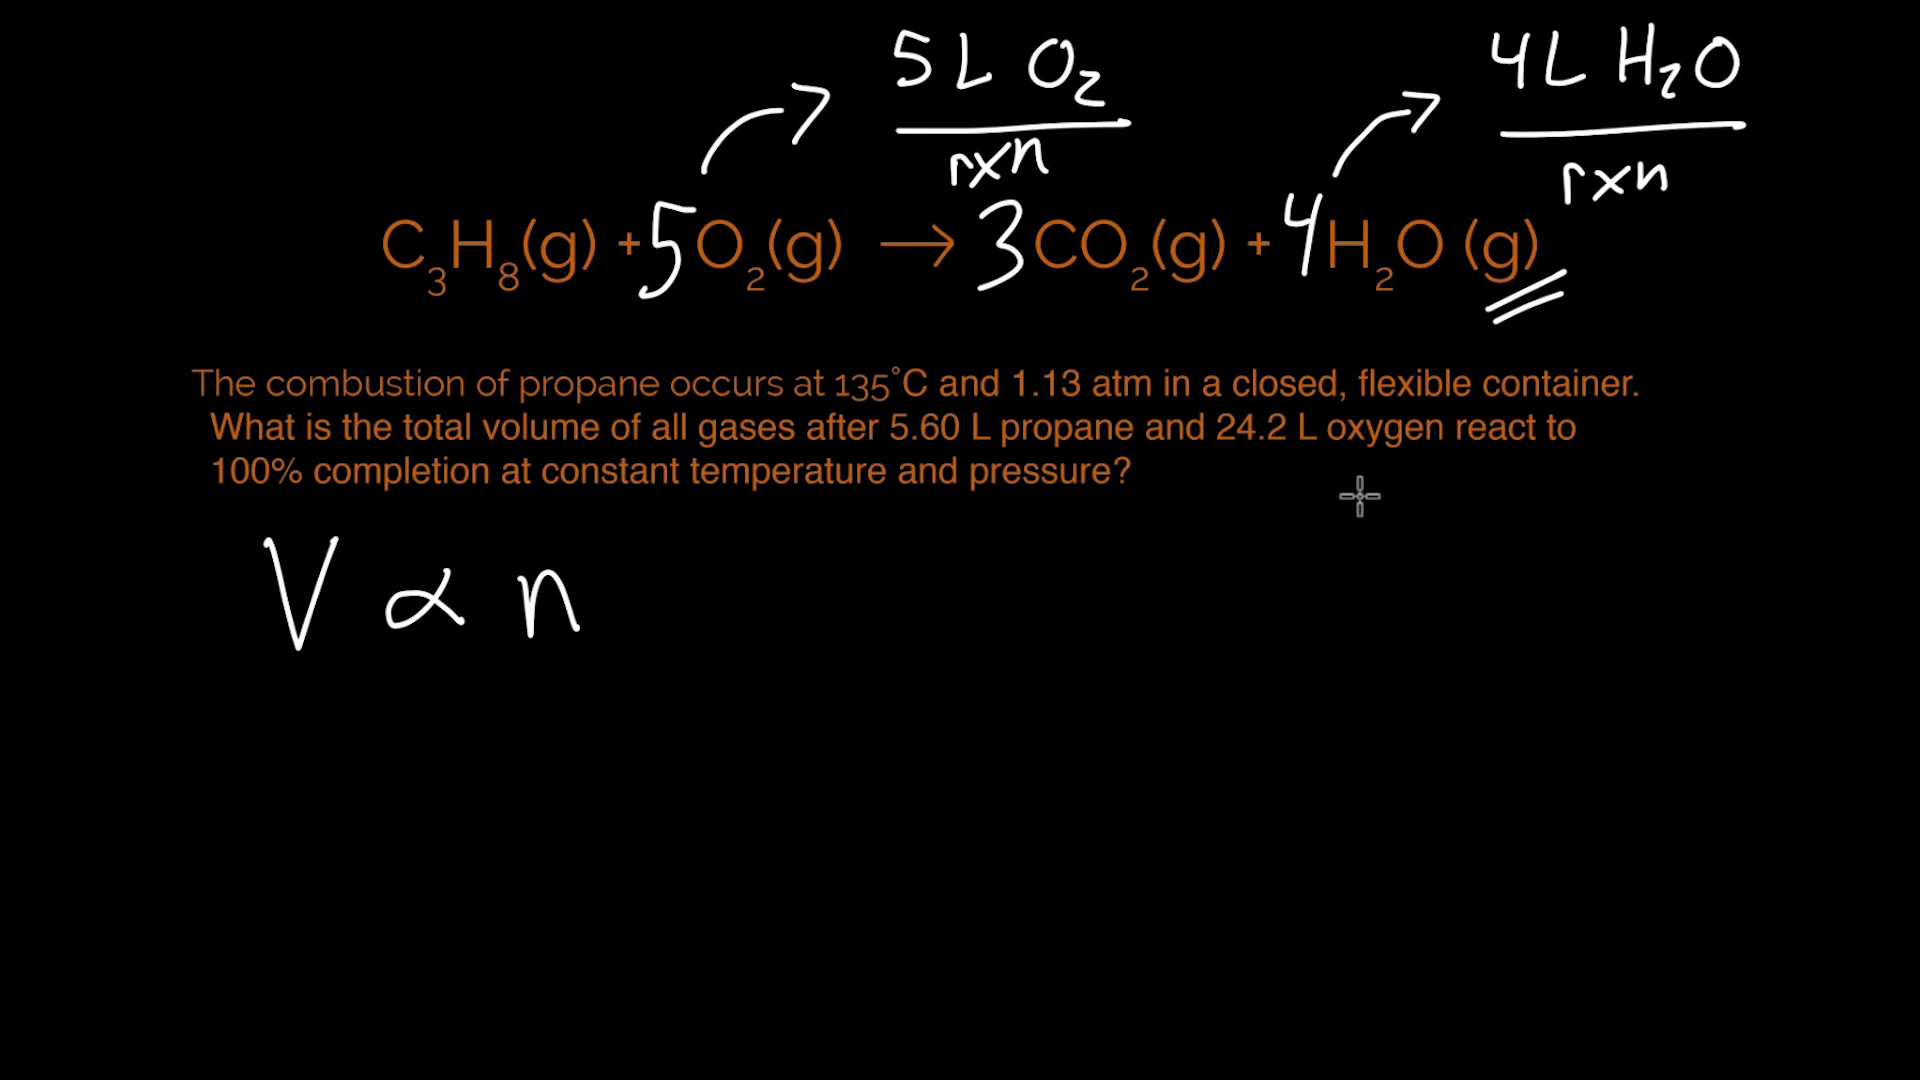 5L O₂ 4L H₂O
rxn rxn
C₃H₈(g) + 5O₂(g) → 3CO₂(g) + 4H₂O (g)
The combustion of propane occurs at 135°C and 1.13 atm in a closed, flexible container.
What is the total volume of all gases after 5.60 L propane and 24.2 L oxygen react to
100% completion at constant temperature and pressure?
V ∝ n